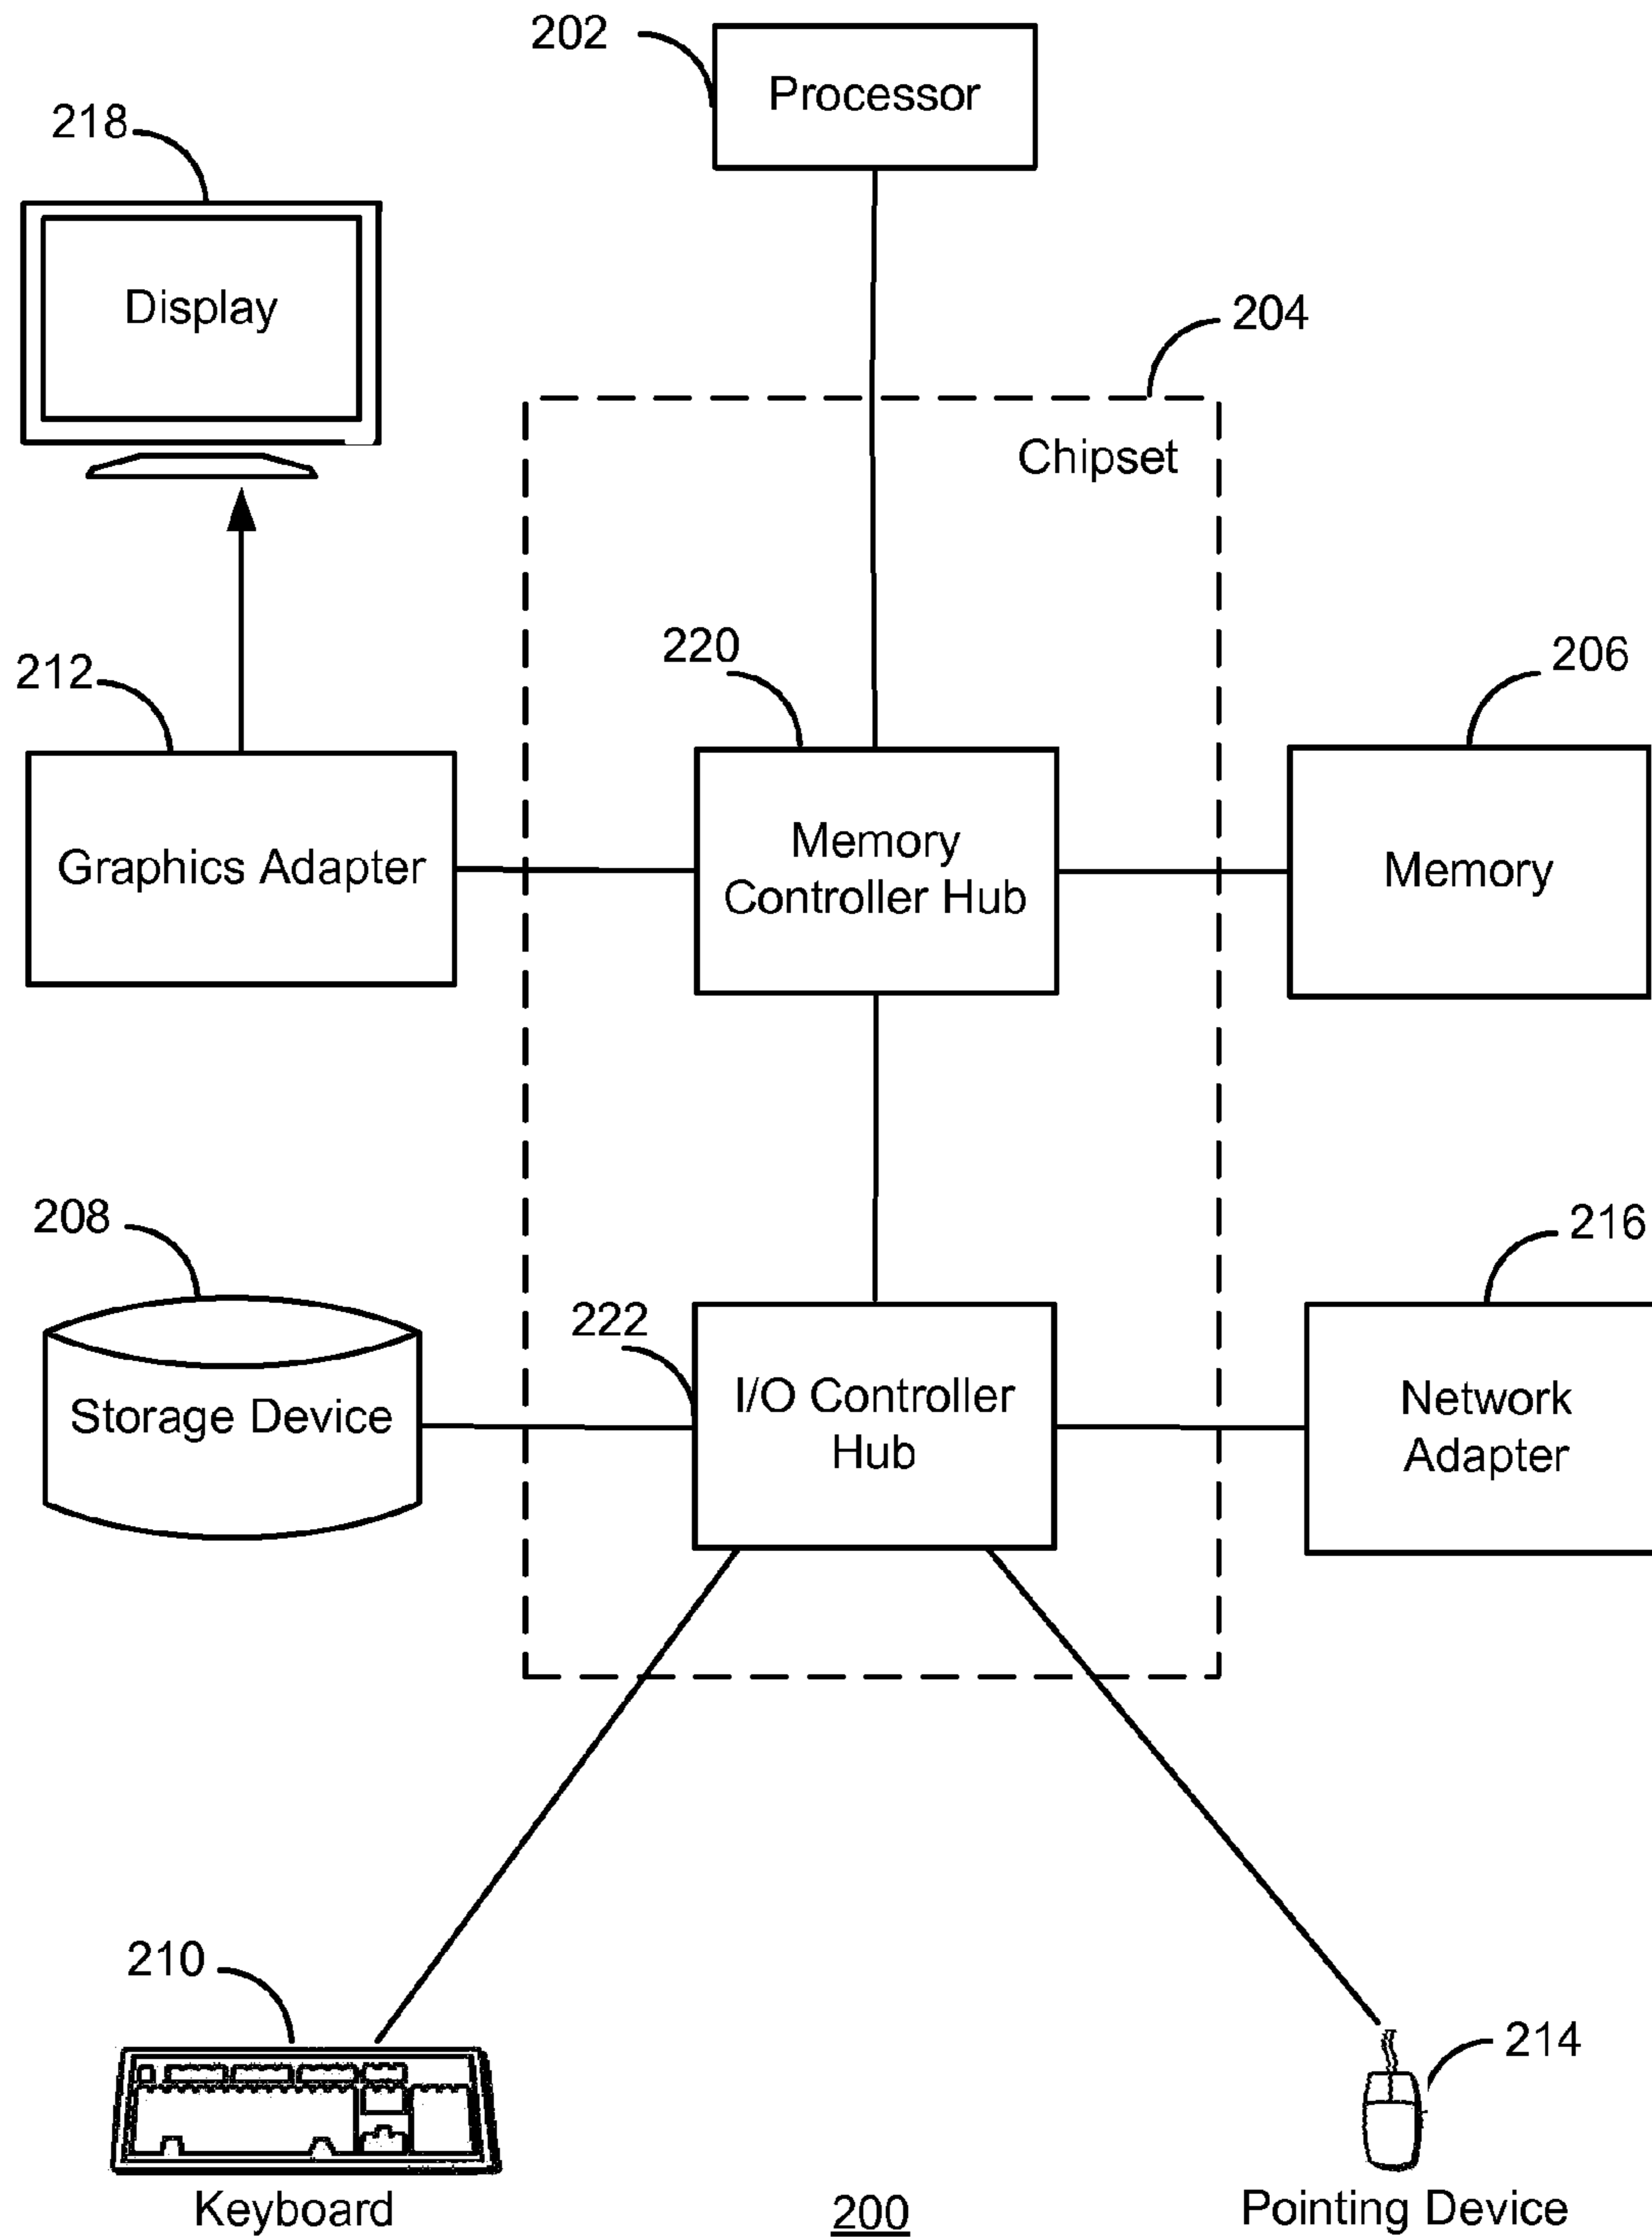 202
Processor
218
Display
204
Chipset
220
206
212
Graphics Adapter
Memory
Controller Hub
Memory
208
216
222
Storage Device
I/O Controller
Hub
Network
Adapter
210
214
Keyboard
200
Pointing Device